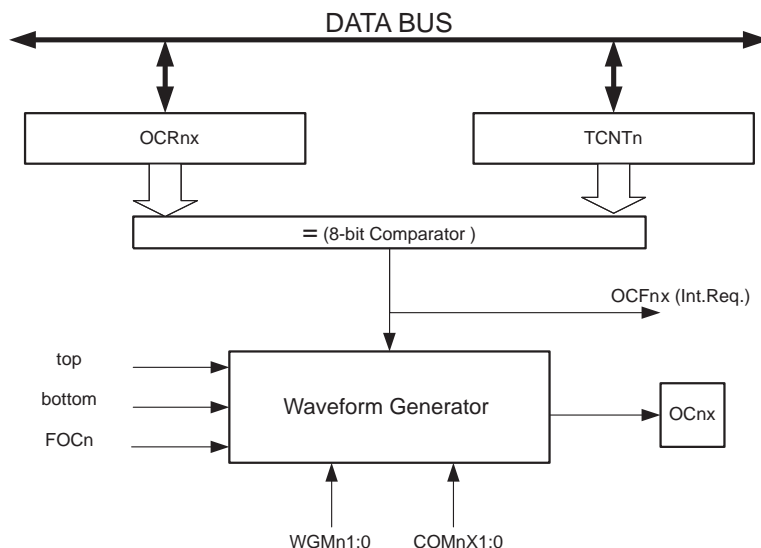 DATA BUS
OCRnx
TCNTn
= (8-bit Comparator )
OCFnx (Int.Req.)
top
bottom
FOCn
Waveform Generator
OCnx
WGMn1:0
COMnX1:0